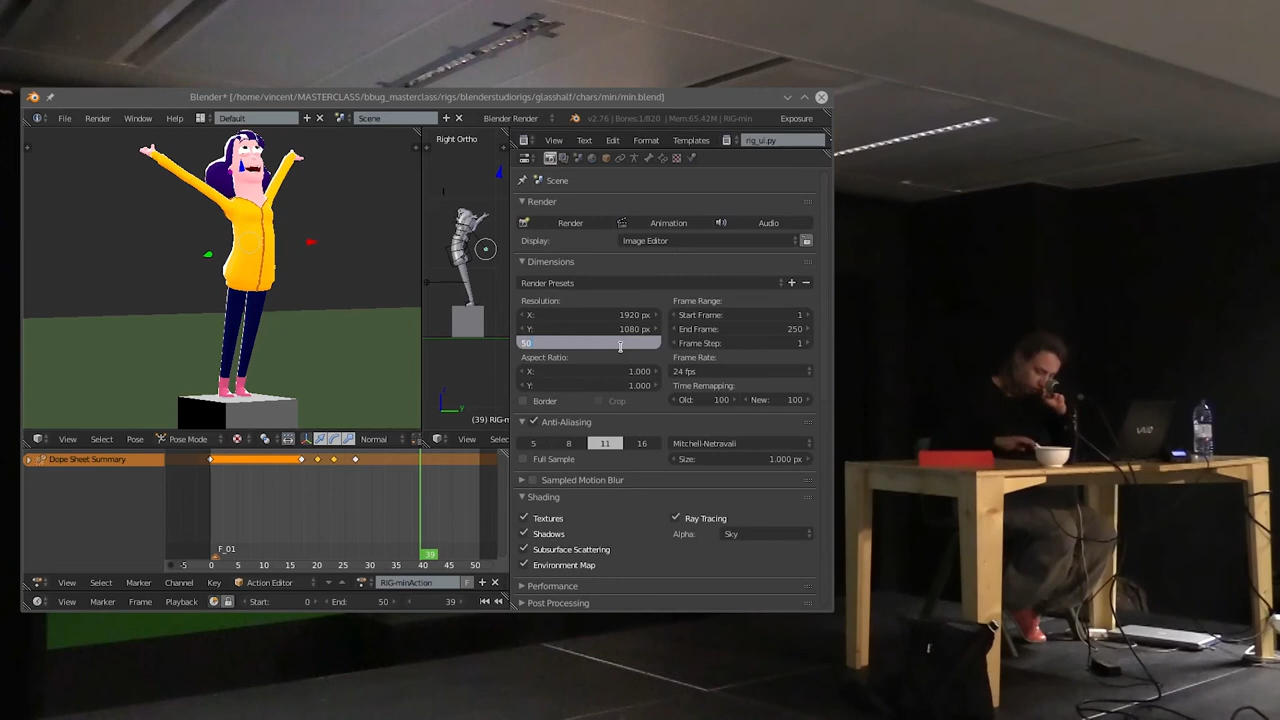 Blender* [/home/vincent/MASTERCLASS/bbug_masterclass/rigs/blenderstudiorigs/glasshalf/chars/min/min.blend]
File Render Window Help Default Scene Blender Render v2.76 | Bones:1/820 | Mem:65.42M | RIG-min Exposure
Right Ortho
View Text Edit Format Templates rig_ui.py
Scene
Render
Render Animation Audio
Display: Image Editor
Dimensions
Render Presets
Resolution: Frame Range:
X: 1920 px Start Frame: 1
Y: 1080 px End Frame: 250
50 Frame Step: 1
Aspect Ratio: Frame Rate:
X: 1.000 24 fps
Y: 1.000 Time Remapping:
Border Crop Old: 100 New: 100
(39) RIG-m
Anti-Aliasing
5 8 11 16 Mitchell-Netravali
Full Sample Size: 1.000 px
Sampled Motion Blur
Shading
Textures Ray Tracing
Shadows Alpha: Sky
Subsurface Scattering
Environment Map
Performance
Post Processing
View Select Pose Pose Mode Normal View Selec
Dope Sheet Summary
F_01
39
-5 0 5 10 15 20 25 30 35 40 45 50
View Select Marker Channel Key Action Editor RIG-minAction F
View Marker Frame Playback Start: 0 End: 50 39
VAIO